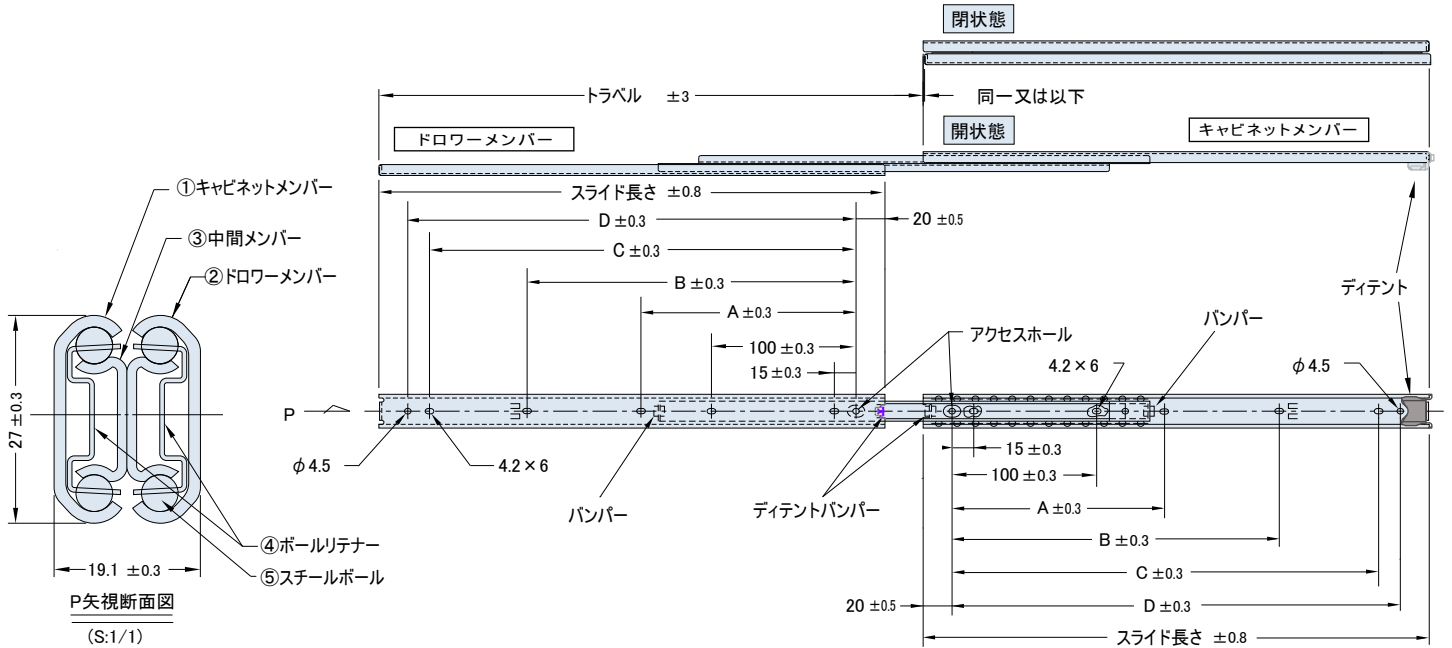 閉状態
トラベル ±3
同一又は以下
ドロワーメンバー
開状態
キャビネットメンバー
スライド長さ ±0.8
D ±0.3
20 ±0.5
C ±0.3
B ±0.3
A ±0.3
100 ±0.3
15 ±0.3
①キャビネットメンバー
③中間メンバー
②ドロワーメンバー
27 ±0.3
19.1 ±0.3
④ボールリテナー
⑤スチールボール
P矢視断面図
(S:1/1)
P
φ4.5
4.2×6
バンパー
ディテントバンパー
アクセスホール
4.2×6
バンパー
ディテント
φ4.5
15 ±0.3
100 ±0.3
A ±0.3
B ±0.3
C ±0.3
20 ±0.5
D ±0.3
スライド長さ ±0.8